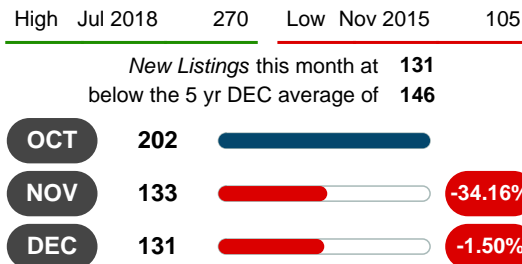 High Jul 2018 270 Low Nov 2015 105
New Listings this month at 131
below the 5 yr DEC average of 146
OCT 202
NOV 133 -34.16%
DEC 131 -1.50%